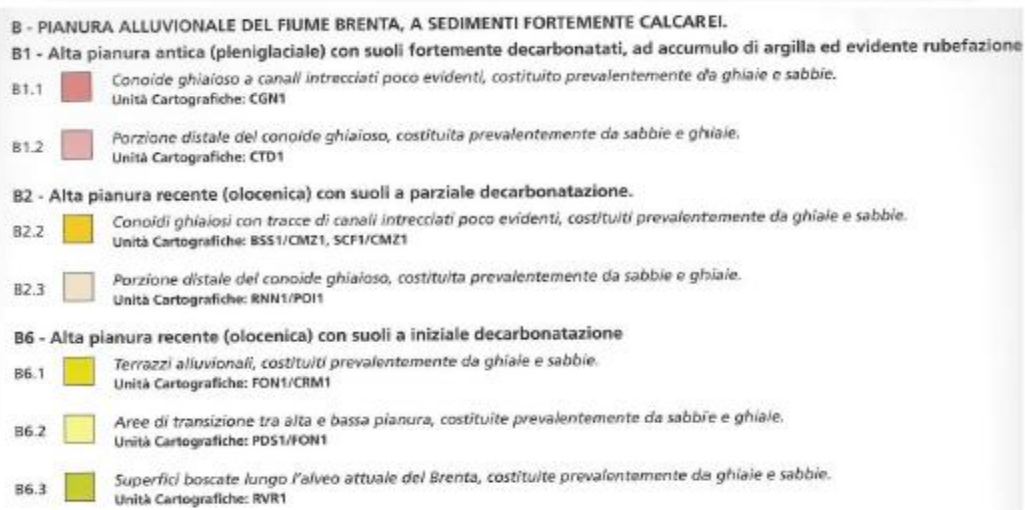 B - PIANURA ALLUVIONALE DEL FIUME BRENTA, A SEDIMENTI FORTEMENTE CALCAREI.
B1 - Alta pianura antica (pleniglaciale) con suoli fortemente decarbonatati, ad accumulo di argilla ed evidente rubefazione
B1.1 Conoide ghiaioso a canali intrecciati poco evidenti, costituito prevalentemente da ghiaie e sabbie.
Unità Cartografiche: CGN1
B1.2 Porzione distale del conoide ghiaioso, costituita prevalentemente da sabbie e ghiaie.
Unità Cartografiche: CTD1
B2 - Alta pianura recente (olocenica) con suoli a parziale decarbonatazione.
B2.2 Conoidi ghiaiosi con tracce di canali intrecciati poco evidenti, costituiti prevalentemente da ghiaie e sabbie.
Unità Cartografiche: BSS1/CMZ1, SCF1/CMZ1
B2.3 Porzione distale del conoide ghiaioso, costituita prevalentemente da sabbie e ghiaie.
Unità Cartografiche: RNN1/POI1
B6 - Alta pianura recente (olocenica) con suoli a iniziale decarbonatazione
B6.1 Terrazzi alluvionali, costituiti prevalentemente da ghiaie e sabbie.
Unità Cartografiche: FON1/CRM1
B6.2 Aree di transizione tra alta e bassa pianura, costituite prevalentemente da sabbie e ghiaie.
Unità Cartografiche: PDS1/FON1
B6.3 Superfici boscate lungo l'alveo attuale del Brenta, costituite prevalentemente da ghiaie e sabbie.
Unità Cartografiche: RVR1